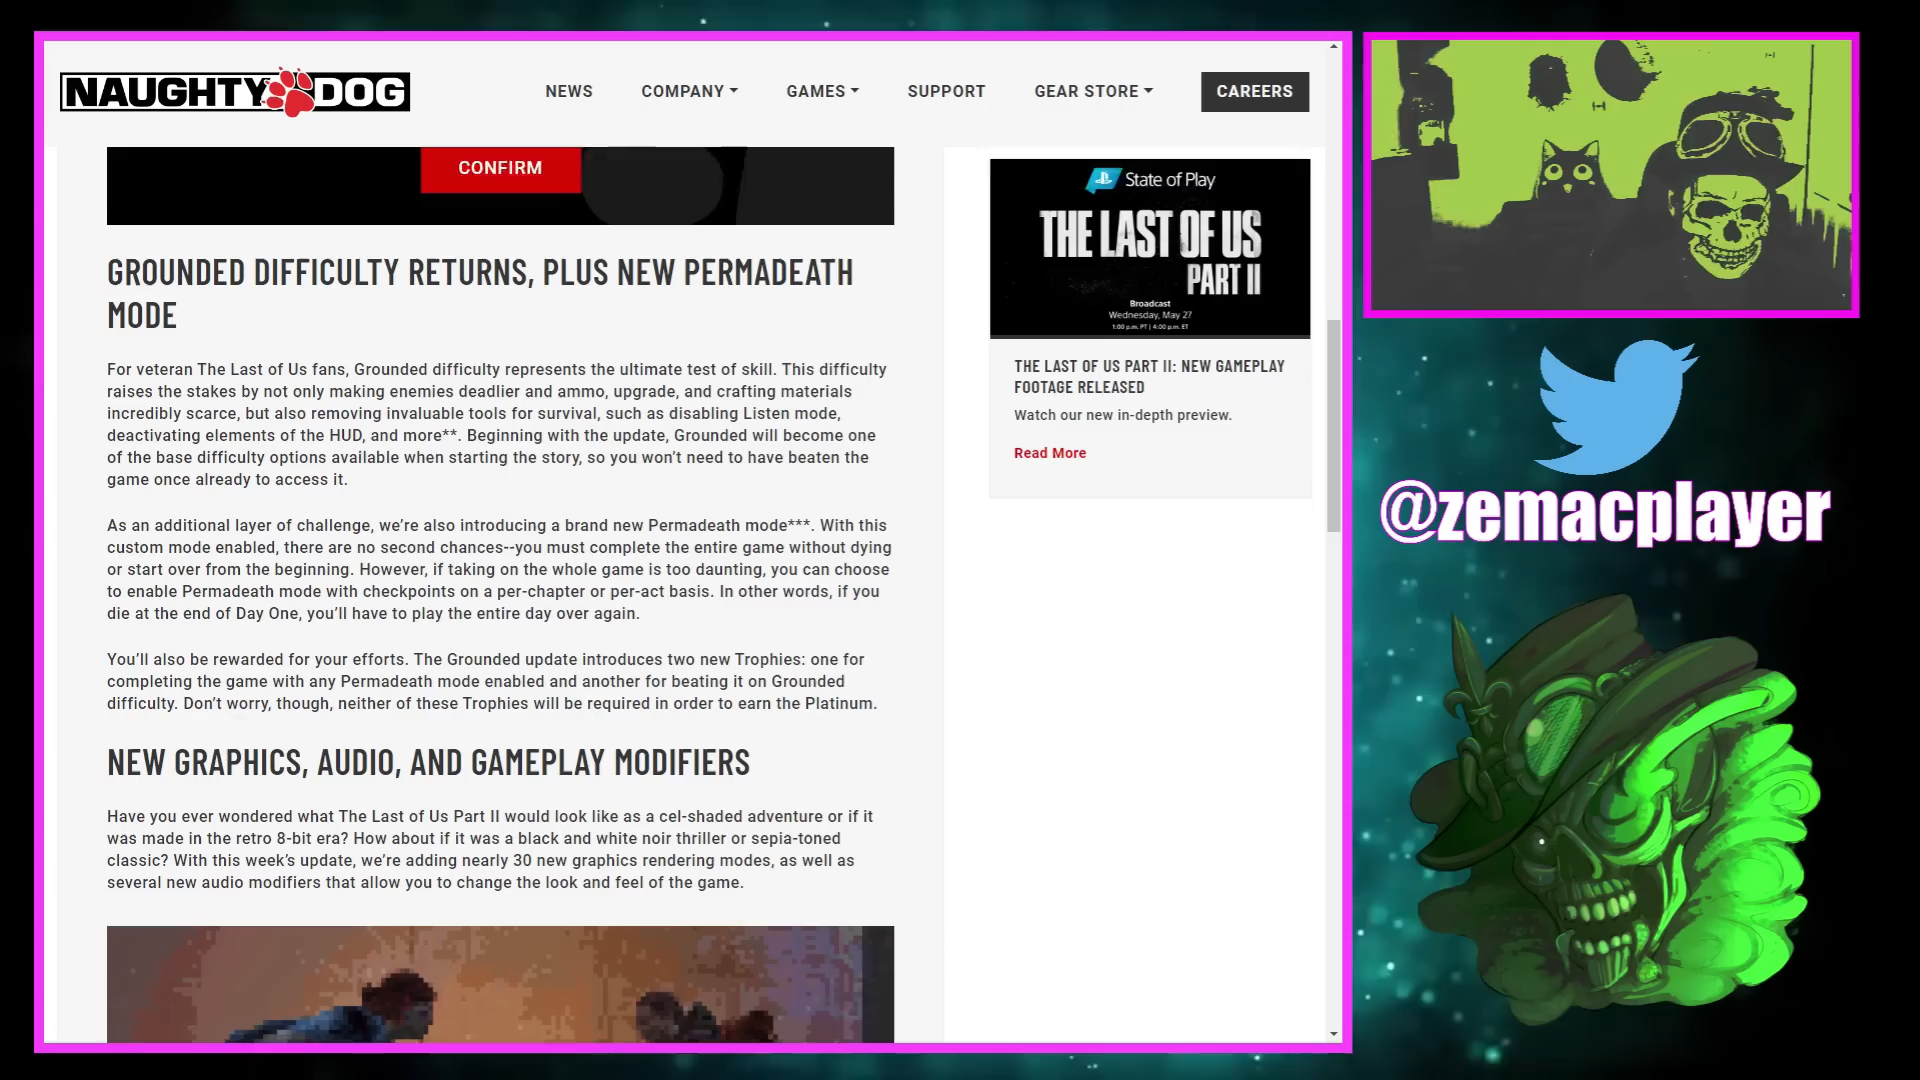 NAUGHTY DOG
NEWS
COMPANY
GAMES
SUPPORT
GEAR STORE
CAREERS
CONFIRM
GROUNDED DIFFICULTY RETURNS, PLUS NEW PERMADEATH
MODE
For veteran The Last of Us fans, Grounded difficulty represents the ultimate test of skill. This difficulty
raises the stakes by not only making enemies deadlier and ammo, upgrade, and crafting materials
incredibly scarce, but also removing invaluable tools for survival, such as disabling Listen mode,
deactivating elements of the HUD, and more**. Beginning with the update, Grounded will become one
of the base difficulty options available when starting the story, so you won’t need to have beaten the
game once already to access it.
As an additional layer of challenge, we’re also introducing a brand new Permadeath mode***. With this
custom mode enabled, there are no second chances--you must complete the entire game without dying
or start over from the beginning. However, if taking on the whole game is too daunting, you can choose
to enable Permadeath mode with checkpoints on a per-chapter or per-act basis. In other words, if you
die at the end of Day One, you’ll have to play the entire day over again.
You’ll also be rewarded for your efforts. The Grounded update introduces two new Trophies: one for
completing the game with any Permadeath mode enabled and another for beating it on Grounded
difficulty. Don’t worry, though, neither of these Trophies will be required in order to earn the Platinum.
NEW GRAPHICS, AUDIO, AND GAMEPLAY MODIFIERS
Have you ever wondered what The Last of Us Part II would look like as a cel-shaded adventure or if it
was made in the retro 8-bit era? How about if it was a black and white noir thriller or sepia-toned
classic? With this week’s update, we’re adding nearly 30 new graphics rendering modes, as well as
several new audio modifiers that allow you to change the look and feel of the game.
State of Play
THE LAST OF US
PART II
Broadcast
Wednesday, May 27
1:00 p.m. PT | 4:00 p.m. ET
THE LAST OF US PART II: NEW GAMEPLAY
FOOTAGE RELEASED
Watch our new in-depth preview.
Read More
@zemacplayer